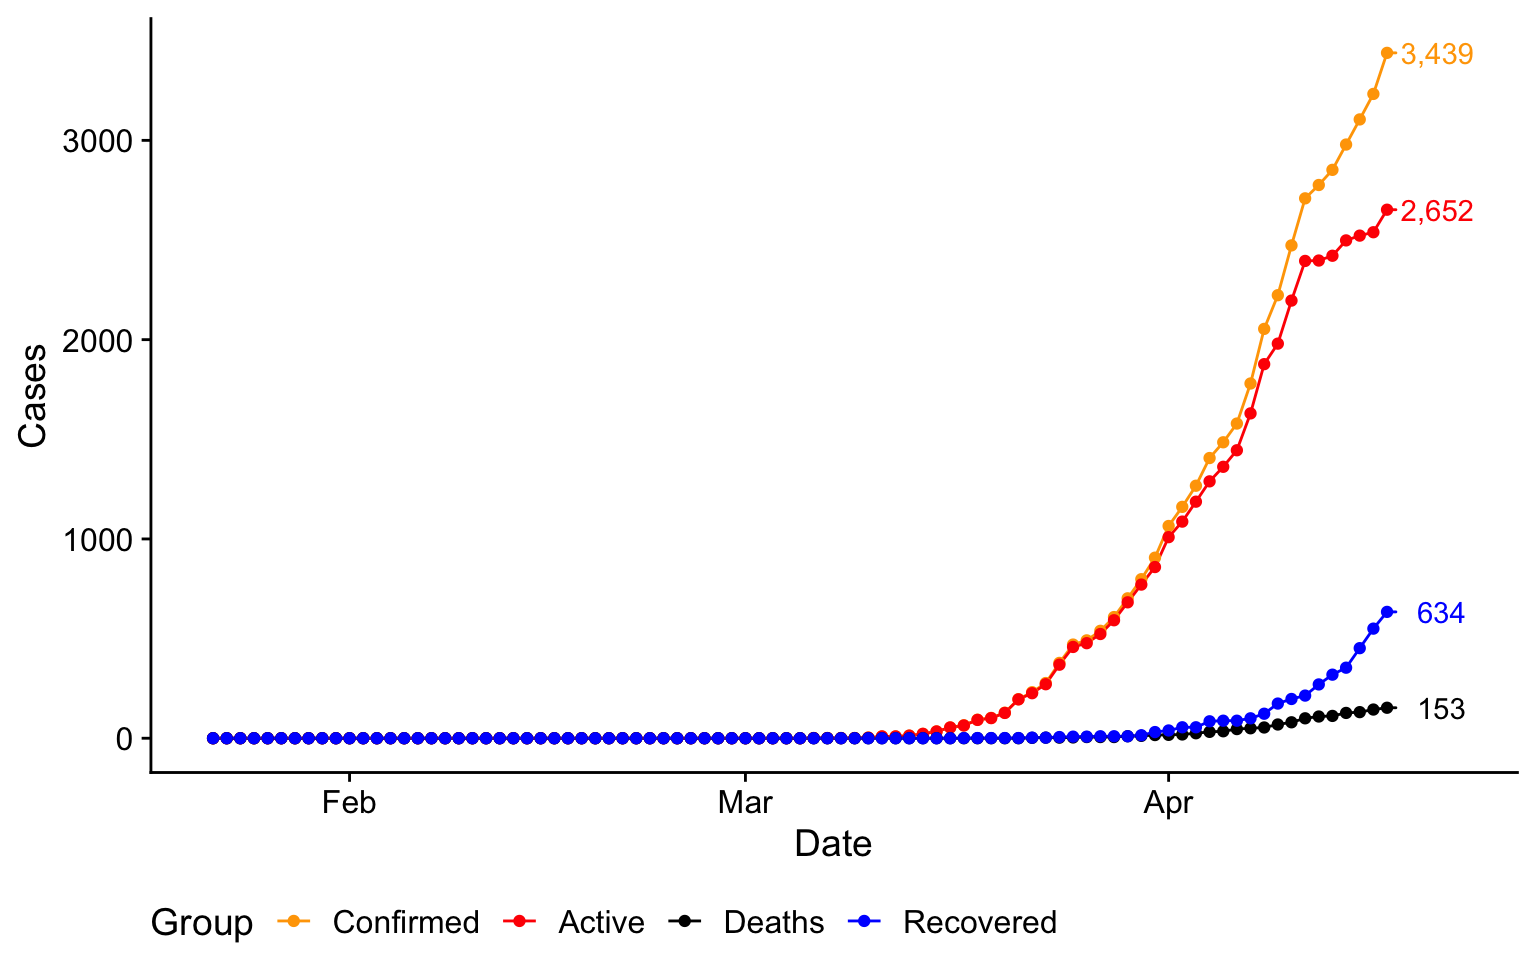 3,439
3000
2,652
2000
Cases
1000
634
153
0
Feb Mar Apr
Date
Group Confirmed Active Deaths Recovered